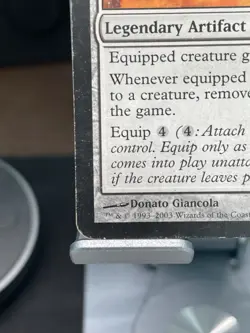 Legendary Artifact
Equipped creature g
Whenever equipped
to a creature, remove
the game.
Equip 4 (4: Attach
control. Equip only as
comes into play unatta
if the creature leaves p
Donato Giancola
™ & © 1993–2003 Wizards of the Coast